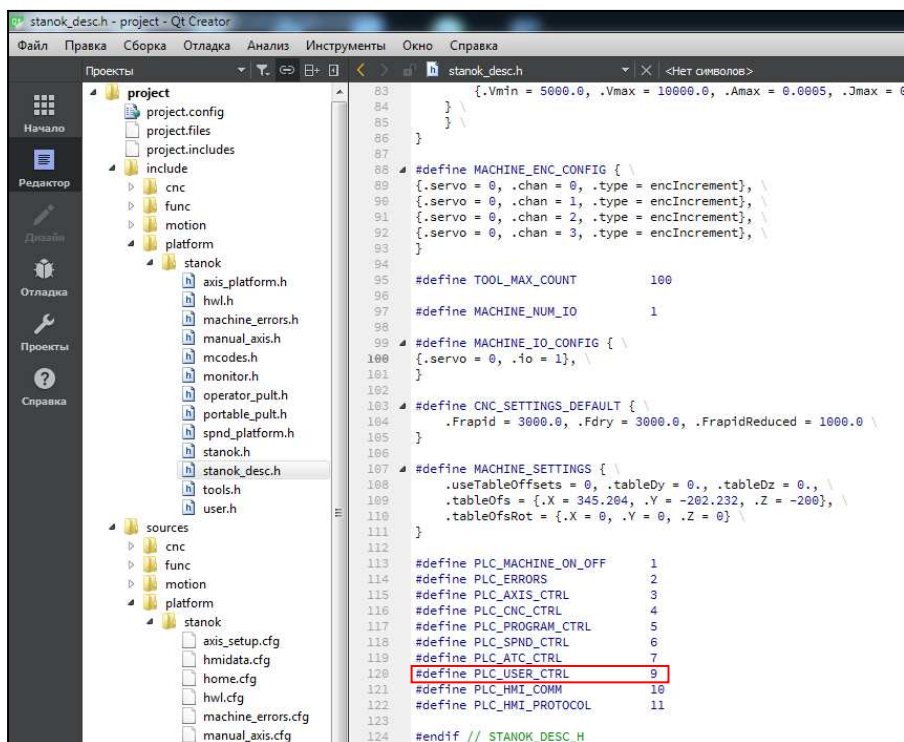 stanok_desc.h - project - Qt Creator
Файл Правка Сборка Отладка Анализ Инструменты Окно Справка
Проекты
stanok_desc.h
<Нет символов>
Начало
Редактор
Дизайн
Отладка
Проекты
Справка
project
project.config
project.files
project.includes
include
cnc
func
motion
platform
stanok
axis_platform.h
hwl.h
machine_errors.h
manual_axis.h
mcodes.h
monitor.h
operator_pult.h
portable_pult.h
spnd_platform.h
stanok.h
stanok_desc.h
tools.h
user.h
sources
cnc
func
motion
platform
stanok
axis_setup.cfg
hmidata.cfg
home.cfg
hwl.cfg
machine_errors.cfg
manual_axis.cfg
83 {.Vmin = 5000.0, .Vmax = 10000.0, .Amax = 0.0005, .Jmax = 0
84 } \
85 } \
86 }
87
88 #define MACHINE_ENC_CONFIG { \
89 {.servo = 0, .chan = 0, .type = encIncrement}, \
90 {.servo = 0, .chan = 1, .type = encIncrement}, \
91 {.servo = 0, .chan = 2, .type = encIncrement}, \
92 {.servo = 0, .chan = 3, .type = encIncrement}, \
93 }
94
95 #define TOOL_MAX_COUNT 100
96
97 #define MACHINE_NUM_IO 1
98
99 #define MACHINE_IO_CONFIG { \
100 {.servo = 0, .io = 1}, \
101 }
102
103 #define CNC_SETTINGS_DEFAULT { \
104 .Frapid = 3000.0, .Fdry = 3000.0, .FrapidReduced = 1000.0 \
105 }
106
107 #define MACHINE_SETTINGS { \
108 .useTableOffsets = 0, .tableDy = 0., .tableDz = 0., \
109 .tableOfs = {.X = 345.204, .Y = -202.232, .Z = -200}, \
110 .tableOfsRot = {.X = 0, .Y = 0, .Z = 0} \
111 }
112
113 #define PLC_MACHINE_ON_OFF 1
114 #define PLC_ERRORS 2
115 #define PLC_AXIS_CTRL 3
116 #define PLC_CNC_CTRL 4
117 #define PLC_PROGRAM_CTRL 5
118 #define PLC_SPND_CTRL 6
119 #define PLC_ATC_CTRL 7
120 #define PLC_USER_CTRL 9
121 #define PLC_HMI_COMM 10
122 #define PLC_HMI_PROTOCOL 11
123
124 #endif // STANOK_DESC_H